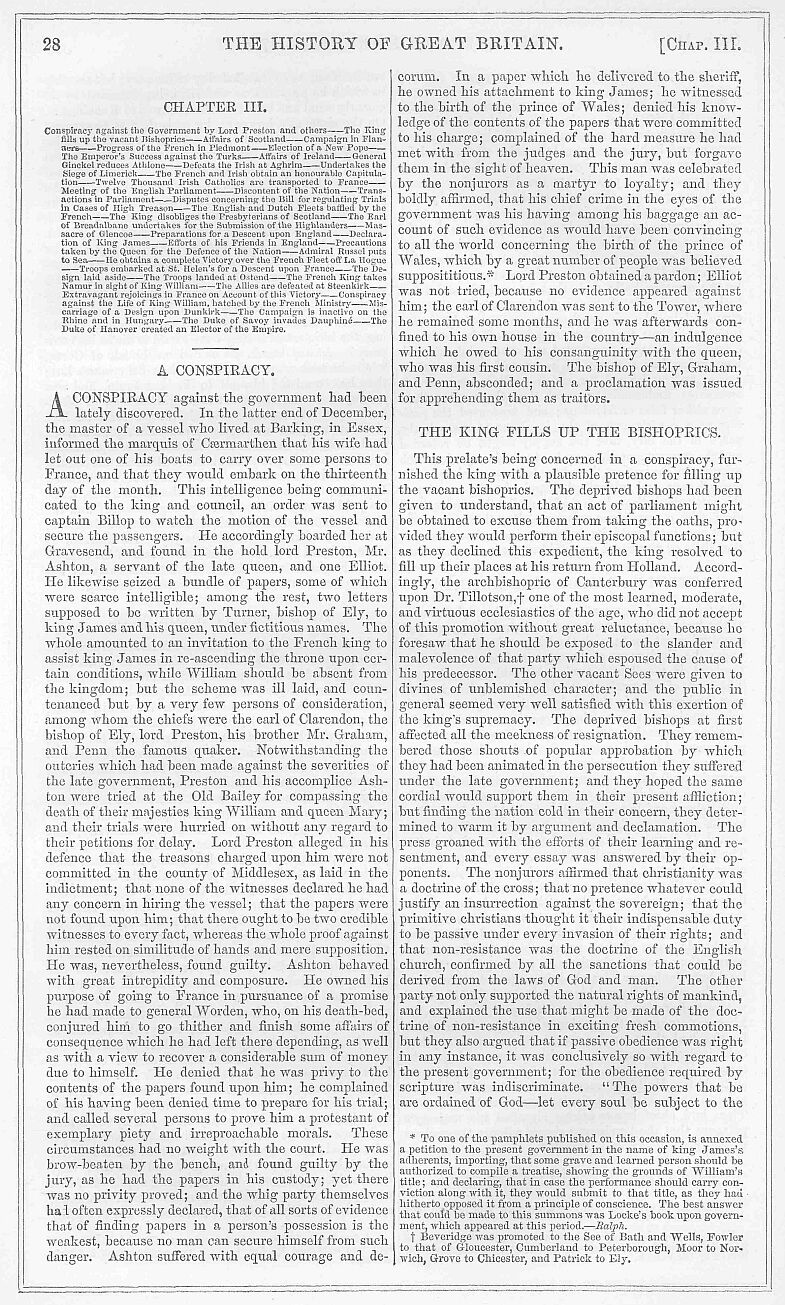 28
THE HISTORY OF GREAT BRITAIN.
[CHAP. III.
CHAPTER III.
Conspiracy against the Government by Lord Preston and others——The King
fills up the vacant Bishoprics——Affairs of Scotland——Campaign in Flan-
ders——Progress of the French in Piedmont——Election of a New Pope——
The Emperor's Success against the Turks——Affairs of Ireland——General
Ginckel reduces Athlone——Defeats the Irish at Aghrim——Undertakes the
Siege of Limerick——The French and Irish obtain an honourable Capitula-
tion——Twelve Thousand Irish Catholics are transported to France——
Meeting of the English Parliament——Discontent of the Nation——Trans-
actions in Parliament——Disputes concerning the Bill for regulating Trials
in Cases of High Treason——The English and Dutch Fleets baffled by the
French——The King disobliges the Presbyterians of Scotland——The Earl
of Breadalbane undertakes for the Submission of the Highlanders——Mas-
sacre of Glencoe——Preparations for a Descent upon England——Declara-
tion of King James——Efforts of his Friends in England——Precautions
taken by the Queen for the Defence of the Nation——Admiral Russel puts
to Sea——He obtains a complete Victory over the French Fleet off La Hogue
——Troops embarked at St. Helen's for a Descent upon France——The De-
sign laid aside——The Troops landed at Ostend——The French King takes
Namur in sight of King William——The Allies are defeated at Steenkirk——
Extravagant rejoicings in France on Account of this Victory——Conspiracy
against the Life of King William, hatched by the French Ministry——Mis-
carriage of a Design upon Dunkirk——The Campaign is inactive on the
Rhine and in Hungary——The Duke of Savoy invades Dauphiné——The
Duke of Hanover created an Elector of the Empire.
A CONSPIRACY.
A CONSPIRACY against the government had been
lately discovered. In the latter end of December,
the master of a vessel who lived at Barking, in Essex,
informed the marquis of Cærmarthen that his wife had
let out one of his boats to carry over some persons to
France, and that they would embark on the thirteenth
day of the month. This intelligence being communi-
cated to the king and council, an order was sent to
captain Billop to watch the motion of the vessel and
secure the passengers. He accordingly boarded her at
Gravesend, and found in the hold lord Preston, Mr.
Ashton, a servant of the late queen, and one Elliot.
He likewise seized a bundle of papers, some of which
were scarce intelligible; among the rest, two letters
supposed to be written by Turner, bishop of Ely, to
king James and his queen, under fictitious names. The
whole amounted to an invitation to the French king to
assist king James in re-ascending the throne upon cer-
tain conditions, while William should be absent from
the kingdom; but the scheme was ill laid, and coun-
tenanced but by a very few persons of consideration,
among whom the chiefs were the earl of Clarendon, the
bishop of Ely, lord Preston, his brother Mr. Graham,
and Penn the famous quaker. Notwithstanding the
outcries which had been made against the severities of
the late government, Preston and his accomplice Ash-
ton were tried at the Old Bailey for compassing the
death of their majesties king William and queen Mary;
and their trials were hurried on without any regard to
their petitions for delay. Lord Preston alleged in his
defence that the treasons charged upon him were not
committed in the county of Middlesex, as laid in the
indictment; that none of the witnesses declared he had
any concern in hiring the vessel; that the papers were
not found upon him; that there ought to be two credible
witnesses to every fact, whereas the whole proof against
him rested on similitude of hands and mere supposition.
He was, nevertheless, found guilty. Ashton behaved
with great intrepidity and composure. He owned his
purpose of going to France in pursuance of a promise
he had made to general Worden, who, on his death-bed,
conjured him to go thither and finish some affairs of
consequence which he had left there depending, as well
as with a view to recover a considerable sum of money
due to himself. He denied that he was privy to the
contents of the papers found upon him; he complained
of his having been denied time to prepare for his trial;
and called several persons to prove him a protestant of
exemplary piety and irreproachable morals. These
circumstances had no weight with the court. He was
brow-beaten by the bench, and found guilty by the
jury, as he had the papers in his custody; yet there
was no privity proved; and the whig party themselves
had often expressly declared, that of all sorts of evidence
that of finding papers in a person's possession is the
weakest, because no man can secure himself from such
danger. Ashton suffered with equal courage and de-
corum. In a paper which he delivered to the sheriff,
he owned his attachment to king James; he witnessed
to the birth of the prince of Wales; denied his know-
ledge of the contents of the papers that were committed
to his charge; complained of the hard measure he had
met with from the judges and the jury, but forgave
them in the sight of heaven. This man was celebrated
by the nonjurors as a martyr to loyalty; and they
boldly affirmed, that his chief crime in the eyes of the
government was his having among his baggage an ac-
count of such evidence as would have been convincing
to all the world concerning the birth of the prince of
Wales, which by a great number of people was believed
supposititious.* Lord Preston obtained a pardon; Elliot
was not tried, because no evidence appeared against
him; the earl of Clarendon was sent to the Tower, where
he remained some months, and he was afterwards con-
fined to his own house in the country—an indulgence
which he owed to his consanguinity with the queen,
who was his first cousin. The bishop of Ely, Graham,
and Penn, absconded; and a proclamation was issued
for apprehending them as traitors.
THE KING FILLS UP THE BISHOPRICS.
This prelate's being concerned in a conspiracy, fur-
nished the king with a plausible pretence for filling up
the vacant bishoprics. The deprived bishops had been
given to understand, that an act of parliament might
be obtained to excuse them from taking the oaths, pro-
vided they would perform their episcopal functions; but
as they declined this expedient, the king resolved to
fill up their places at his return from Holland. Accord-
ingly, the archbishopric of Canterbury was conferred
upon Dr. Tillotson,† one of the most learned, moderate,
and virtuous ecclesiastics of the age, who did not accept
of this promotion without great reluctance, because he
foresaw that he should be exposed to the slander and
malevolence of that party which espoused the cause of
his predecessor. The other vacant Sees were given to
divines of unblemished character; and the public in
general seemed very well satisfied with this exertion of
the king's supremacy. The deprived bishops at first
affected all the meekness of resignation. They remem-
bered those shouts of popular approbation by which
they had been animated in the persecution they suffered
under the late government; and they hoped the same
cordial would support them in their present affliction;
but finding the nation cold in their concern, they deter-
mined to warm it by argument and declamation. The
press groaned with the efforts of their learning and re-
sentment, and every essay was answered by their op-
ponents. The nonjurors affirmed that christianity was
a doctrine of the cross; that no pretence whatever could
justify an insurrection against the sovereign; that the
primitive christians thought it their indispensable duty
to be passive under every invasion of their rights; and
that non-resistance was the doctrine of the English
church, confirmed by all the sanctions that could be
derived from the laws of God and man. The other
party not only supported the natural rights of mankind,
and explained the use that might be made of the doc-
trine of non-resistance in exciting fresh commotions,
but they also argued that if passive obedience was right
in any instance, it was conclusively so with regard to
the present government; for the obedience required by
scripture was indiscriminate. "The powers that be
are ordained of God—let every soul be subject to the
* To one of the pamphlets published on this occasion, is annexed
a petition to the present government in the name of king James's
adherents, importing, that some grave and learned person should be
authorized to compile a treatise, showing the grounds of William's
title; and declaring, that in case the performance should carry con-
viction along with it, they would submit to that title, as they had
hitherto opposed it from a principle of conscience. The best answer
that could be made to this summons was Locke's book upon govern-
ment, which appeared at this period.—Ralph.
† Beveridge was promoted to the See of Bath and Wells, Fowler
to that of Gloucester, Cumberland to Peterborough, Moor to Nor-
wich, Grove to Chicester, and Patrick to Ely.